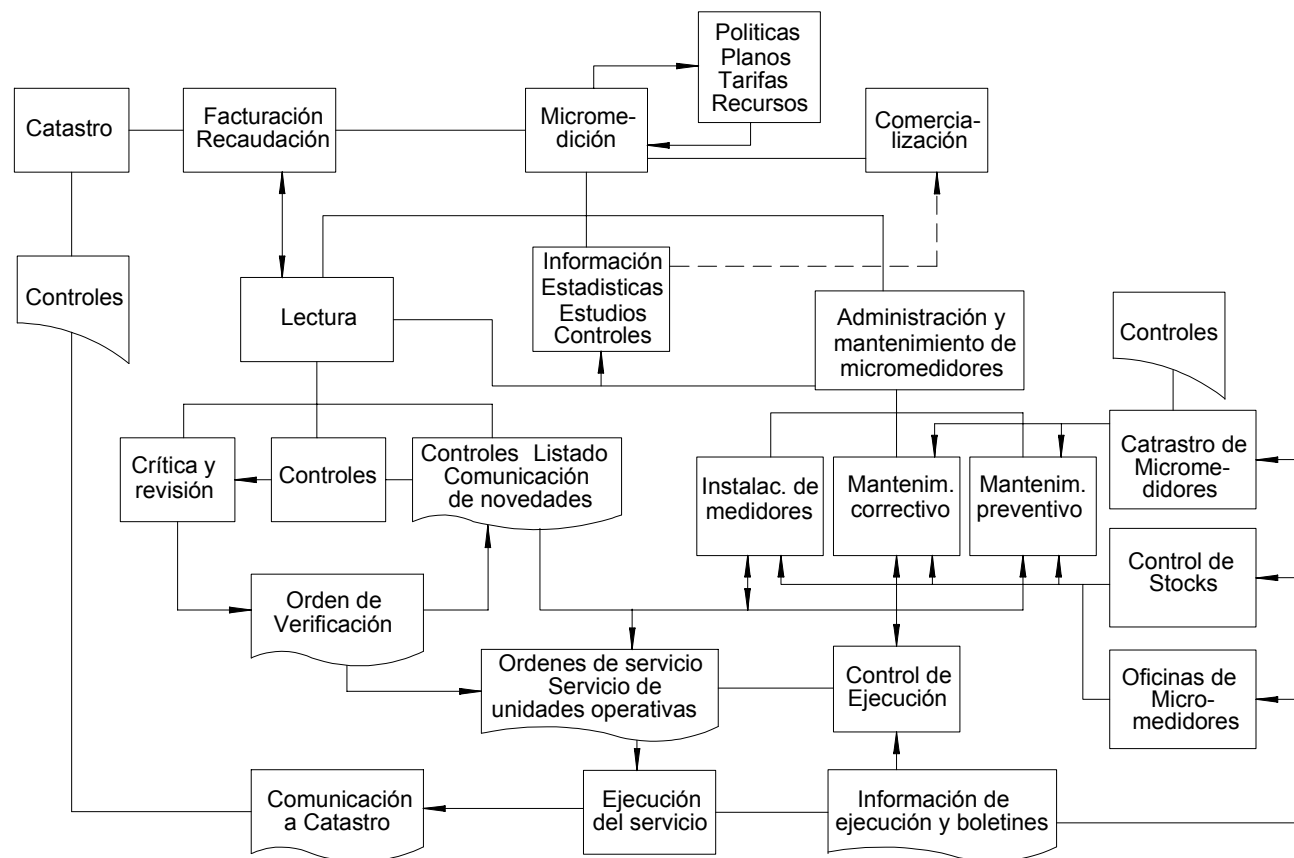 Politicas
Planos
Tarifas
Recursos
Catastro
Facturación
Recaudación
Microme-
dición
Comercia-
lización
Controles
Lectura
Información
Estadisticas
Estudios
Controles
Administración y
mantenimiento de
micromedidores
Controles
Crítica y
revisión
Controles
Controles Listado
Comunicación
de novedades
Instalac. de
medidores
Mantenim.
correctivo
Mantenim.
preventivo
Catrastro de
Microme-
didores
Control de
Stocks
Orden de
Verificación
Ordenes de servicio
Servicio de
unidades operativas
Control de
Ejecución
Oficinas de
Micro-
medidores
Comunicación
a Catastro
Ejecución
del servicio
Información de
ejecución y boletines